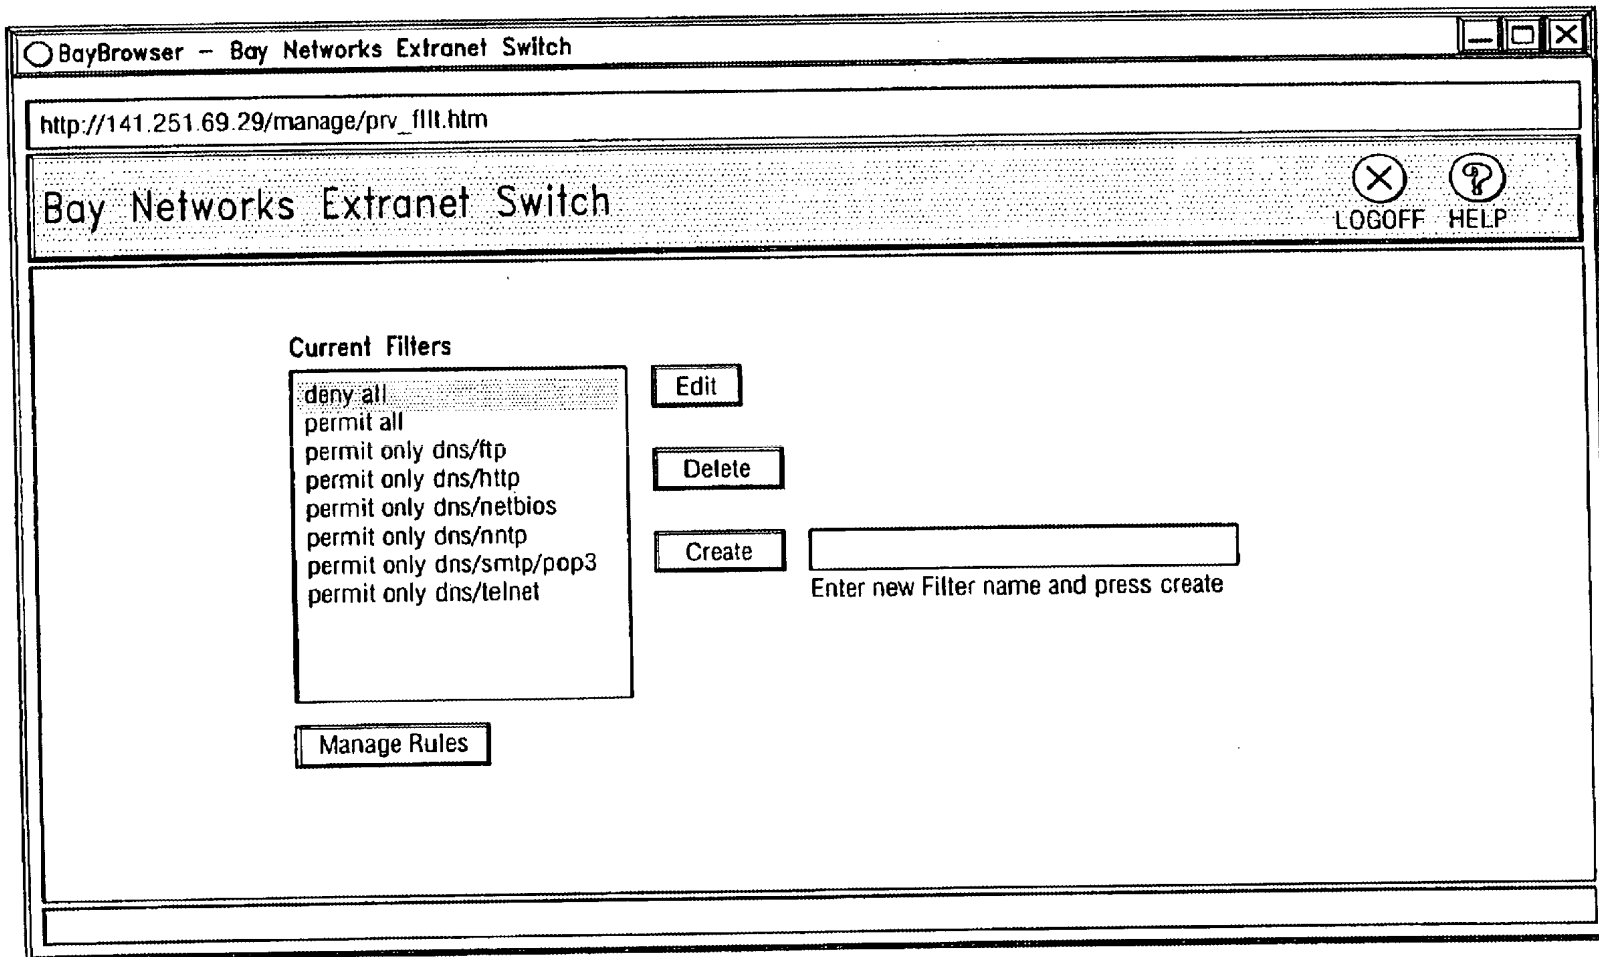 BayBrowser – Bay Networks Extranet Switch
http://141.251.69.29/manage/prv_fIIt.htm
Bay Networks Extranet Switch
LOGOFF HELP
Current Filters
deny all
permit all
permit only dns/ftp
permit only dns/http
permit only dns/netbios
permit only dns/nntp
permit only dns/smtp/pop3
permit only dns/telnet
Edit
Delete
Create
Enter new Filter name and press create
Manage Rules